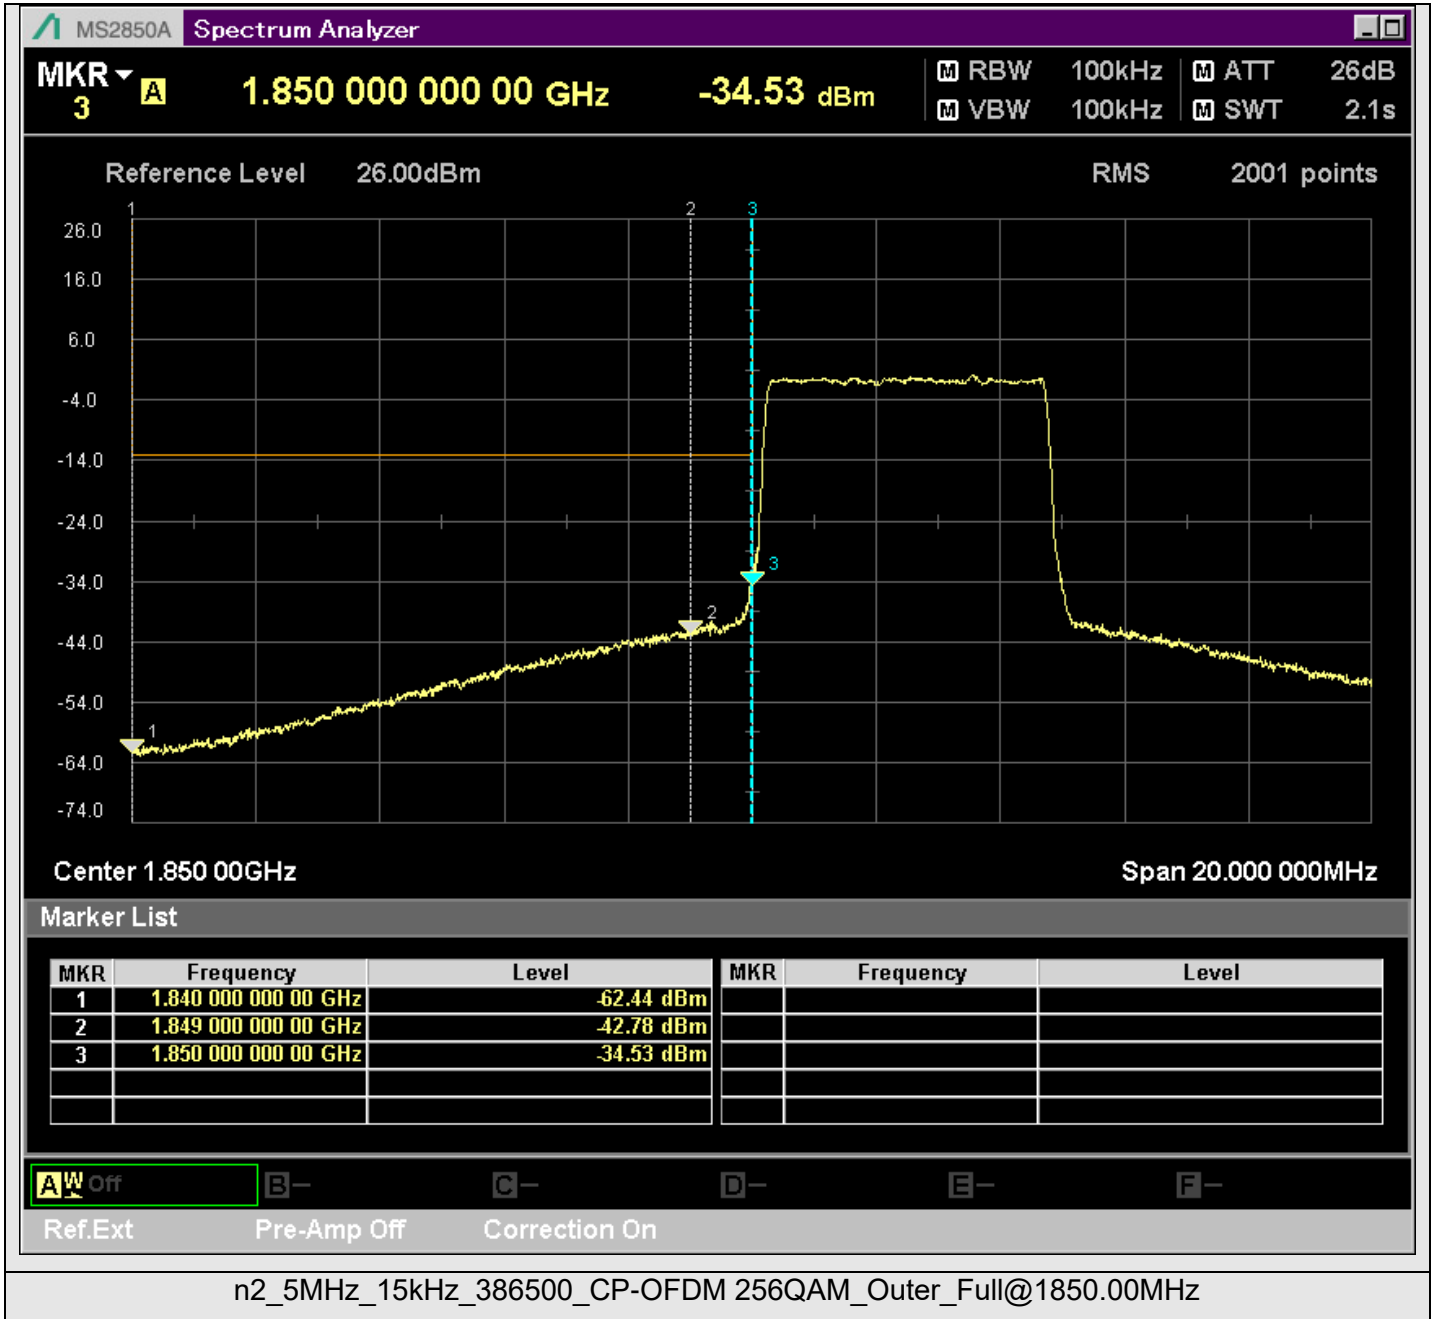 MS2850A Spectrum Analyzer
MKR A 1.850 000 000 00 GHz -34.53 dBm M RBW 100kHz M ATT 26dB
3 M VBW 100kHz M SWT 2.1s
Reference Level 26.00dBm RMS 2001 points
1 2 3
26.0
16.0
6.0
-4.0
-14.0
-24.0
-34.0 3
-44.0 2
-54.0
1
-64.0
-74.0
Center 1.850 00GHz Span 20.000 000MHz
Marker List
MKR Frequency Level MKR Frequency Level
1 1.840 000 000 00 GHz -62.44 dBm
2 1.849 000 000 00 GHz -42.78 dBm
3 1.850 000 000 00 GHz -34.53 dBm
A W Off B– C– D– E– F–
Ref.Ext Pre-Amp Off Correction On
n2_5MHz_15kHz_386500_CP-OFDM 256QAM_Outer_Full@1850.00MHz